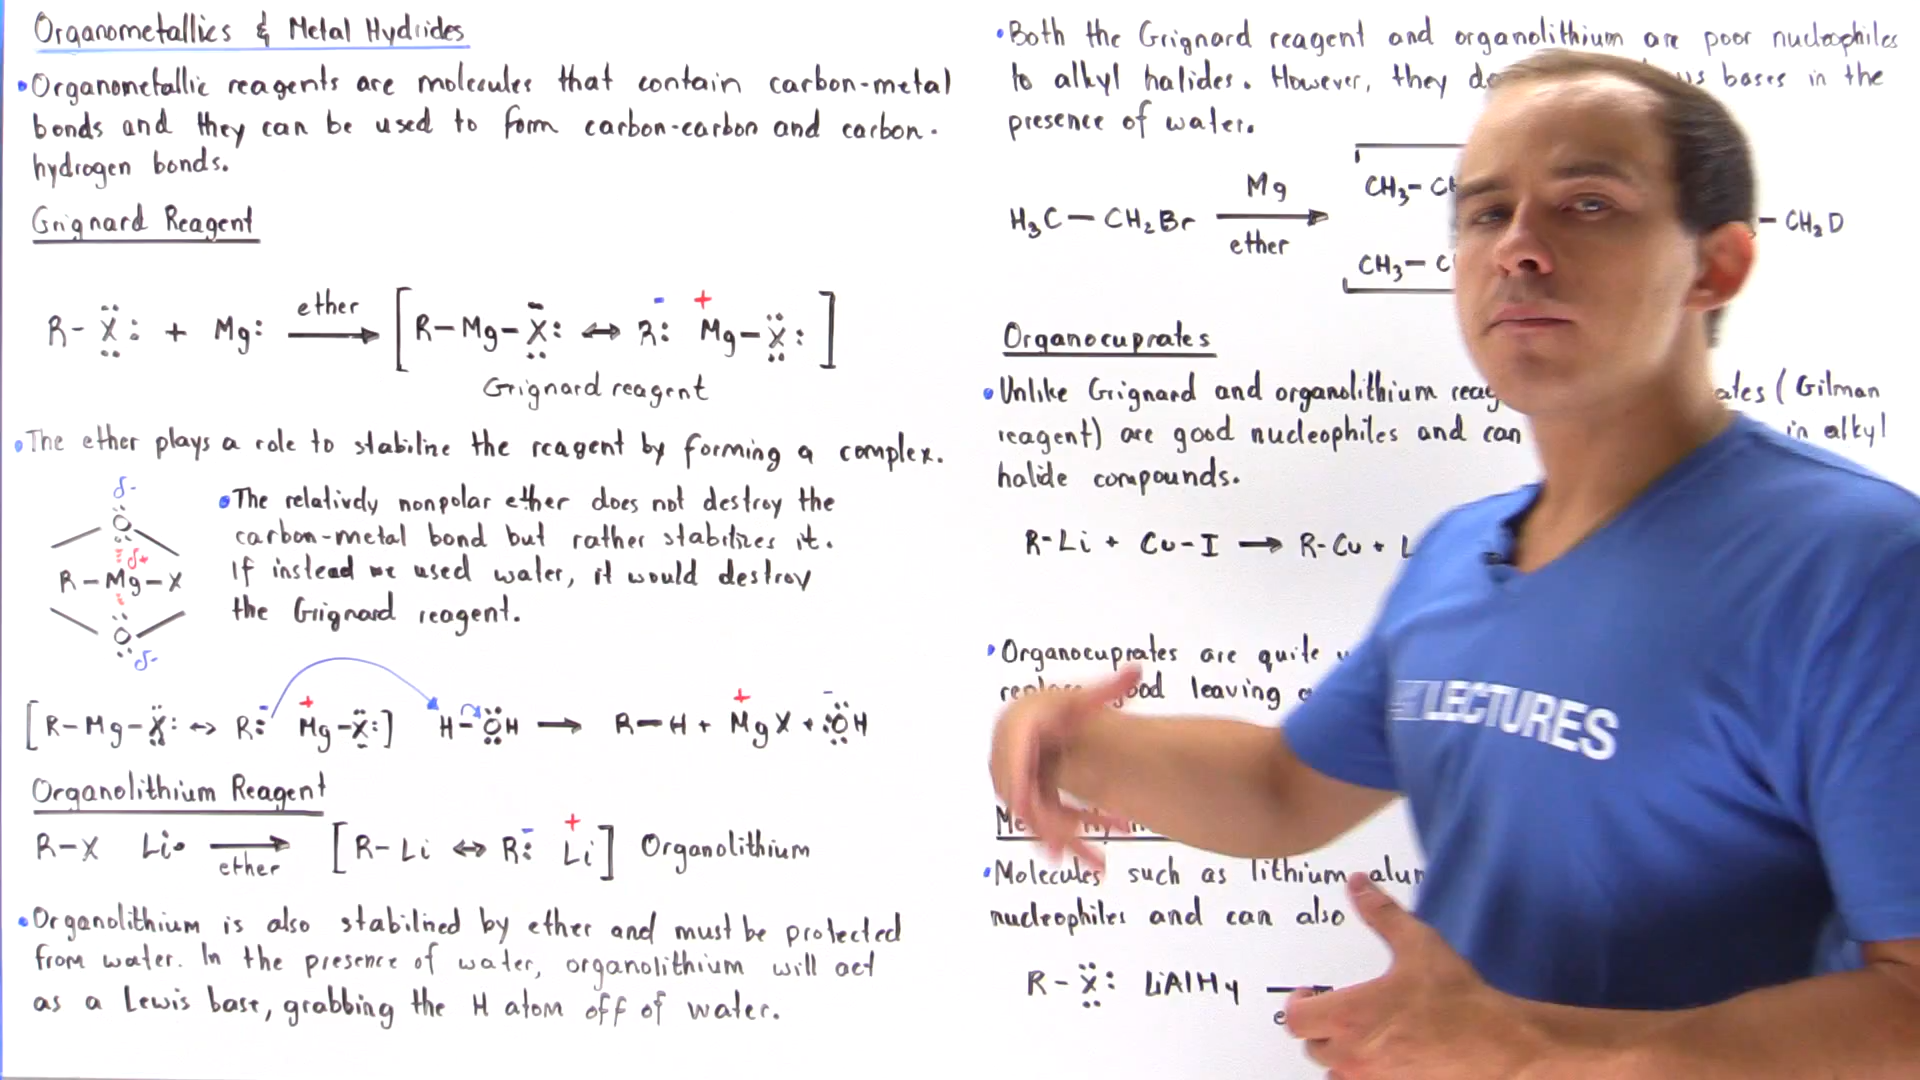 Organometallics & Metal Hydrides
•Organometallic reagents are molecules that contain carbon-metal
bonds and they can be used to form carbon-carbon and carbon-
hydrogen bonds.
Grignard Reagent
R-X: + Mg: ether → [R-Mg-X: ↔ R: Mg-X:]
- - +
Grignard reagent
•The ether plays a role to stabilize the reagent by forming a complex.
δ-
O
δ+
R-Mg-X
O
δ-
•The relatively nonpolar ether does not destroy the
carbon-metal bond but rather stabilizes it.
If instead we used water, it would destroy
the Grignard reagent.
[R-Mg-X: ↔ R:⁻ ⁺Mg-X:] H-OH → R-H + ⁺MgX + ⁻:OH
Organolithium Reagent
R-X Li• → ether [R-Li ↔ R:⁻ Li⁺] Organolithium
•Organolithium is also stabilized by ether and must be protected
from water. In the presence of water, organolithium will act
as a Lewis base, grabbing the H atom off of water.
•Both the Grignard reagent and organolithium are poor nucleophiles
to alkyl halides. However, they bases in the
presence of water.
H₃C-CH₂Br Mg → ether
CH₃-
CH₃-
-CH₂D
Organocuprates
•Unlike Grignard and organolithium (Gilman
reagent) are good nucleophiles and can in alkyl
halide compounds.
R-Li + Cu-I → R-Cu +
•Organocuprates are quite
good leaving
•Molecules such as lithium
nucleophiles and can also
R-X: LiAlH4
LECTURES